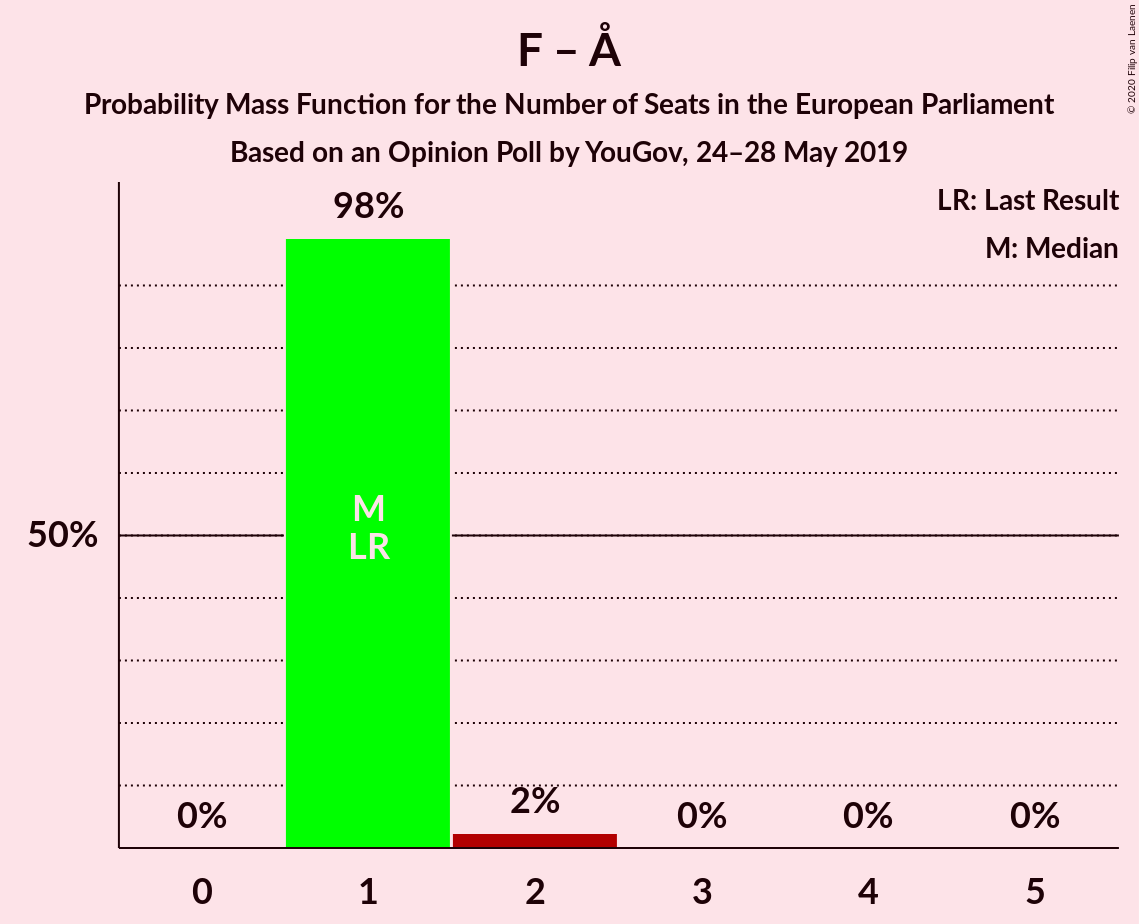 F – Å
Probability Mass Function for the Number of Seats in the European Parliament
Based on an Opinion Poll by YouGov, 24–28 May 2019
© 2020 Filip van Laenen
LR: Last Result
M: Median
98%
M
LR
50%
0%
2%
0%
0%
0%
0
1
2
3
4
5